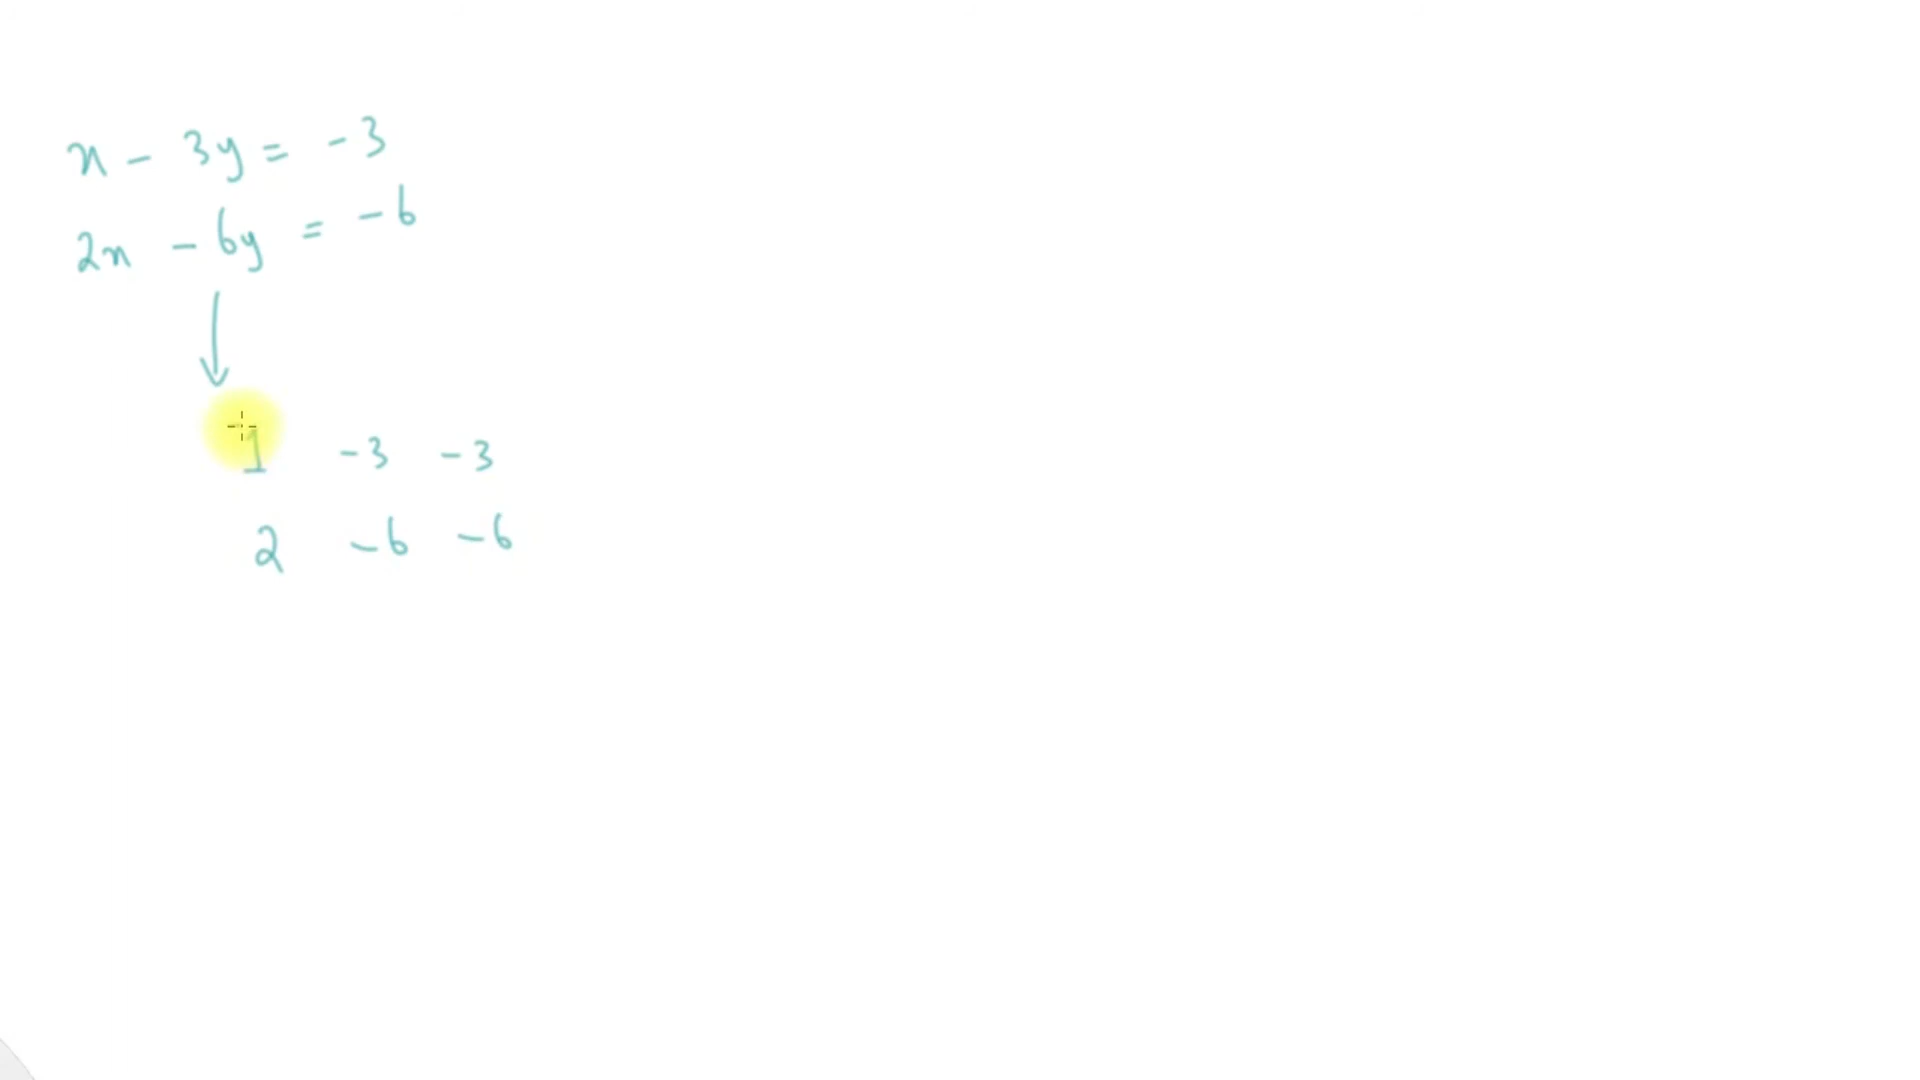 x - 3y = -3
2x - 6y = -6
1 -3 -3
2 -6 -6